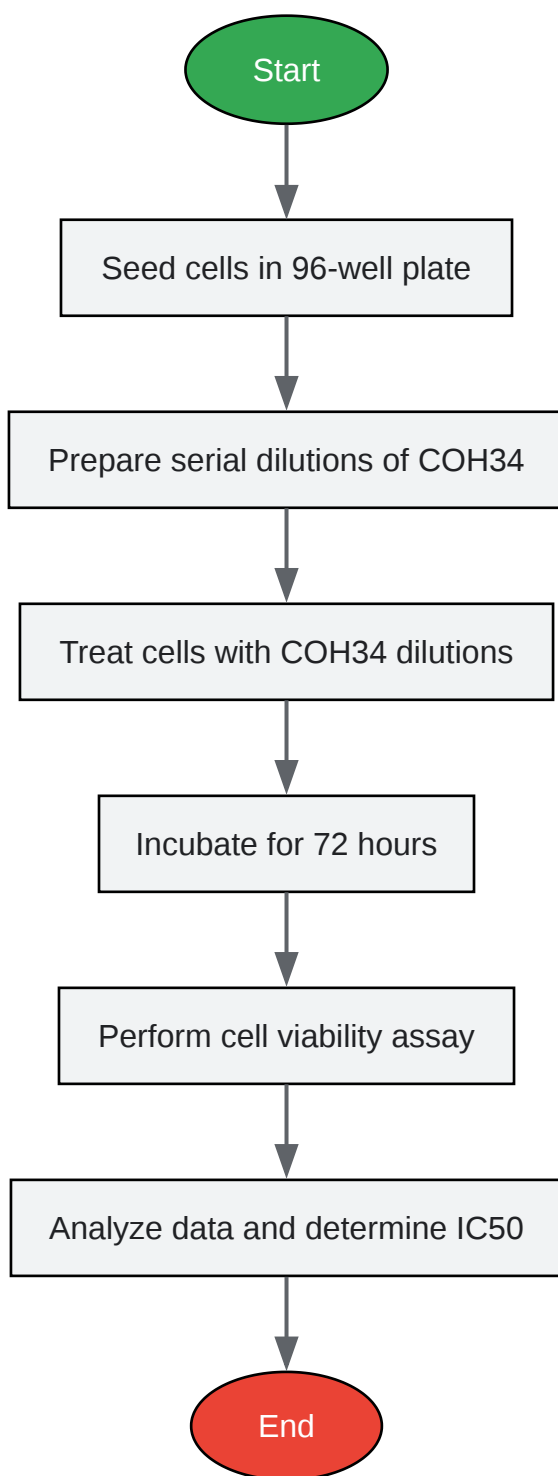 Start
Seed cells in 96-well plate
Prepare serial dilutions of COH34
Treat cells with COH34 dilutions
Incubate for 72 hours
Perform cell viability assay
Analyze data and determine IC50
End